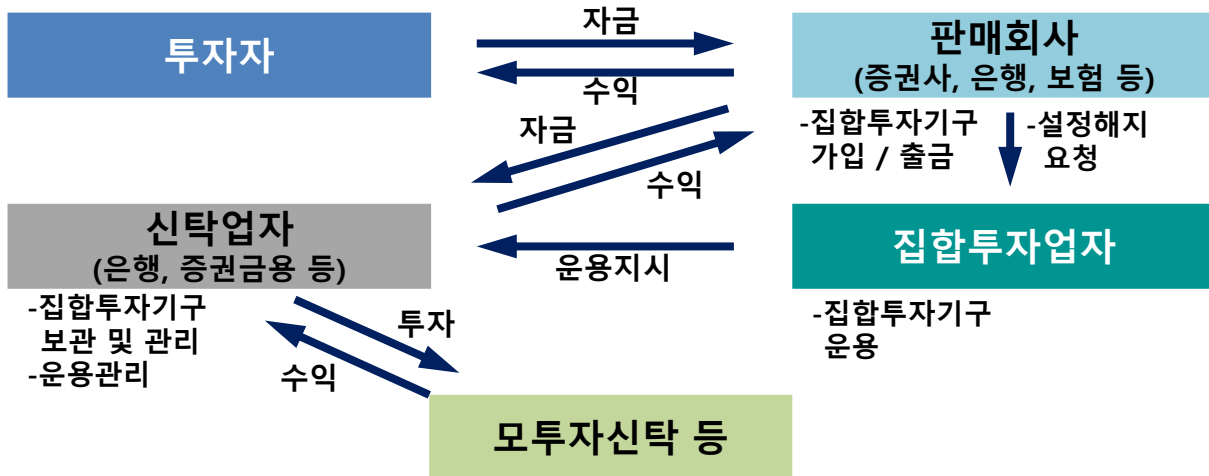 투자자
자금
수익
판매회사
(증권사, 은행, 보험 등)
-집합투자기구
가입 / 출금
-설정해지
요청
자금
수익
신탁업자
(은행, 증권금융 등)
-집합투자기구
보관 및 관리
-운용관리
운용지시
집합투자업자
-집합투자기구
운용
투자
수익
모투자신탁 등